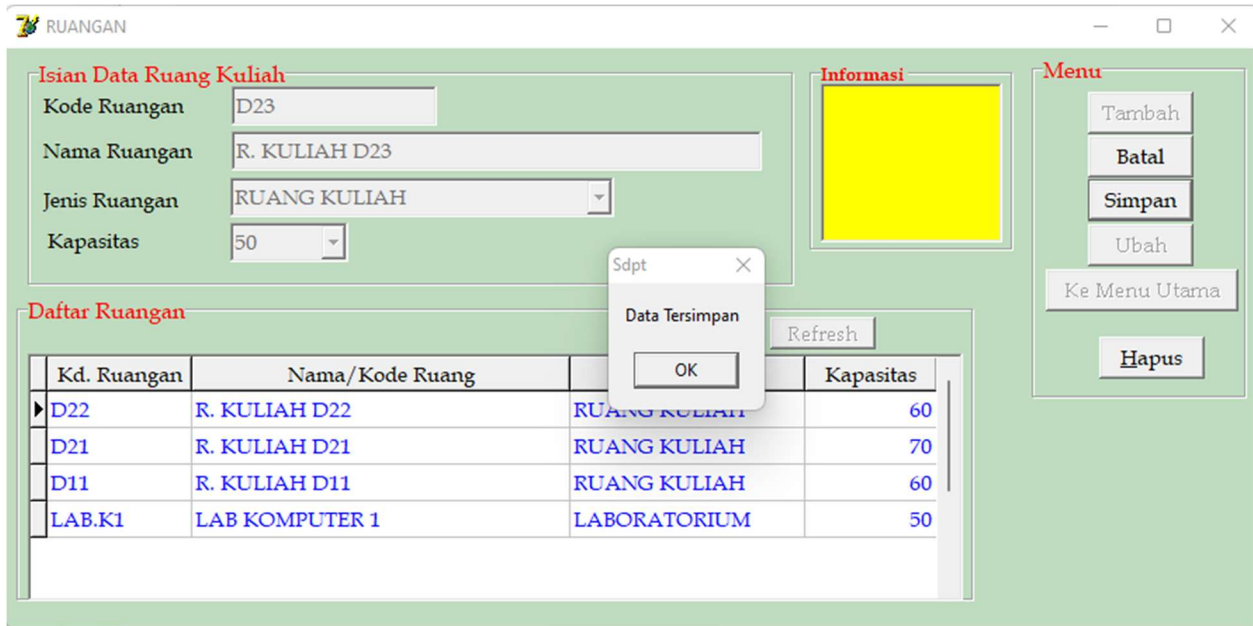 RUANGAN
Isian Data Ruang Kuliah
Kode Ruangan D23
Nama Ruangan R. KULIAH D23
Jenis Ruangan RUANG KULIAH
Kapasitas 50
Informasi
Menu
Tambah
Batal
Simpan
Ubah
Ke Menu Utama
Hapus
Sdpt
Data Tersimpan
OK
Daftar Ruangan
Refresh
Kd. Ruangan Nama/Kode Ruang Kapasitas
D22 R. KULIAH D22 RUANG KULIAH 60
D21 R. KULIAH D21 RUANG KULIAH 70
D11 R. KULIAH D11 RUANG KULIAH 60
LAB.K1 LAB KOMPUTER 1 LABORATORIUM 50